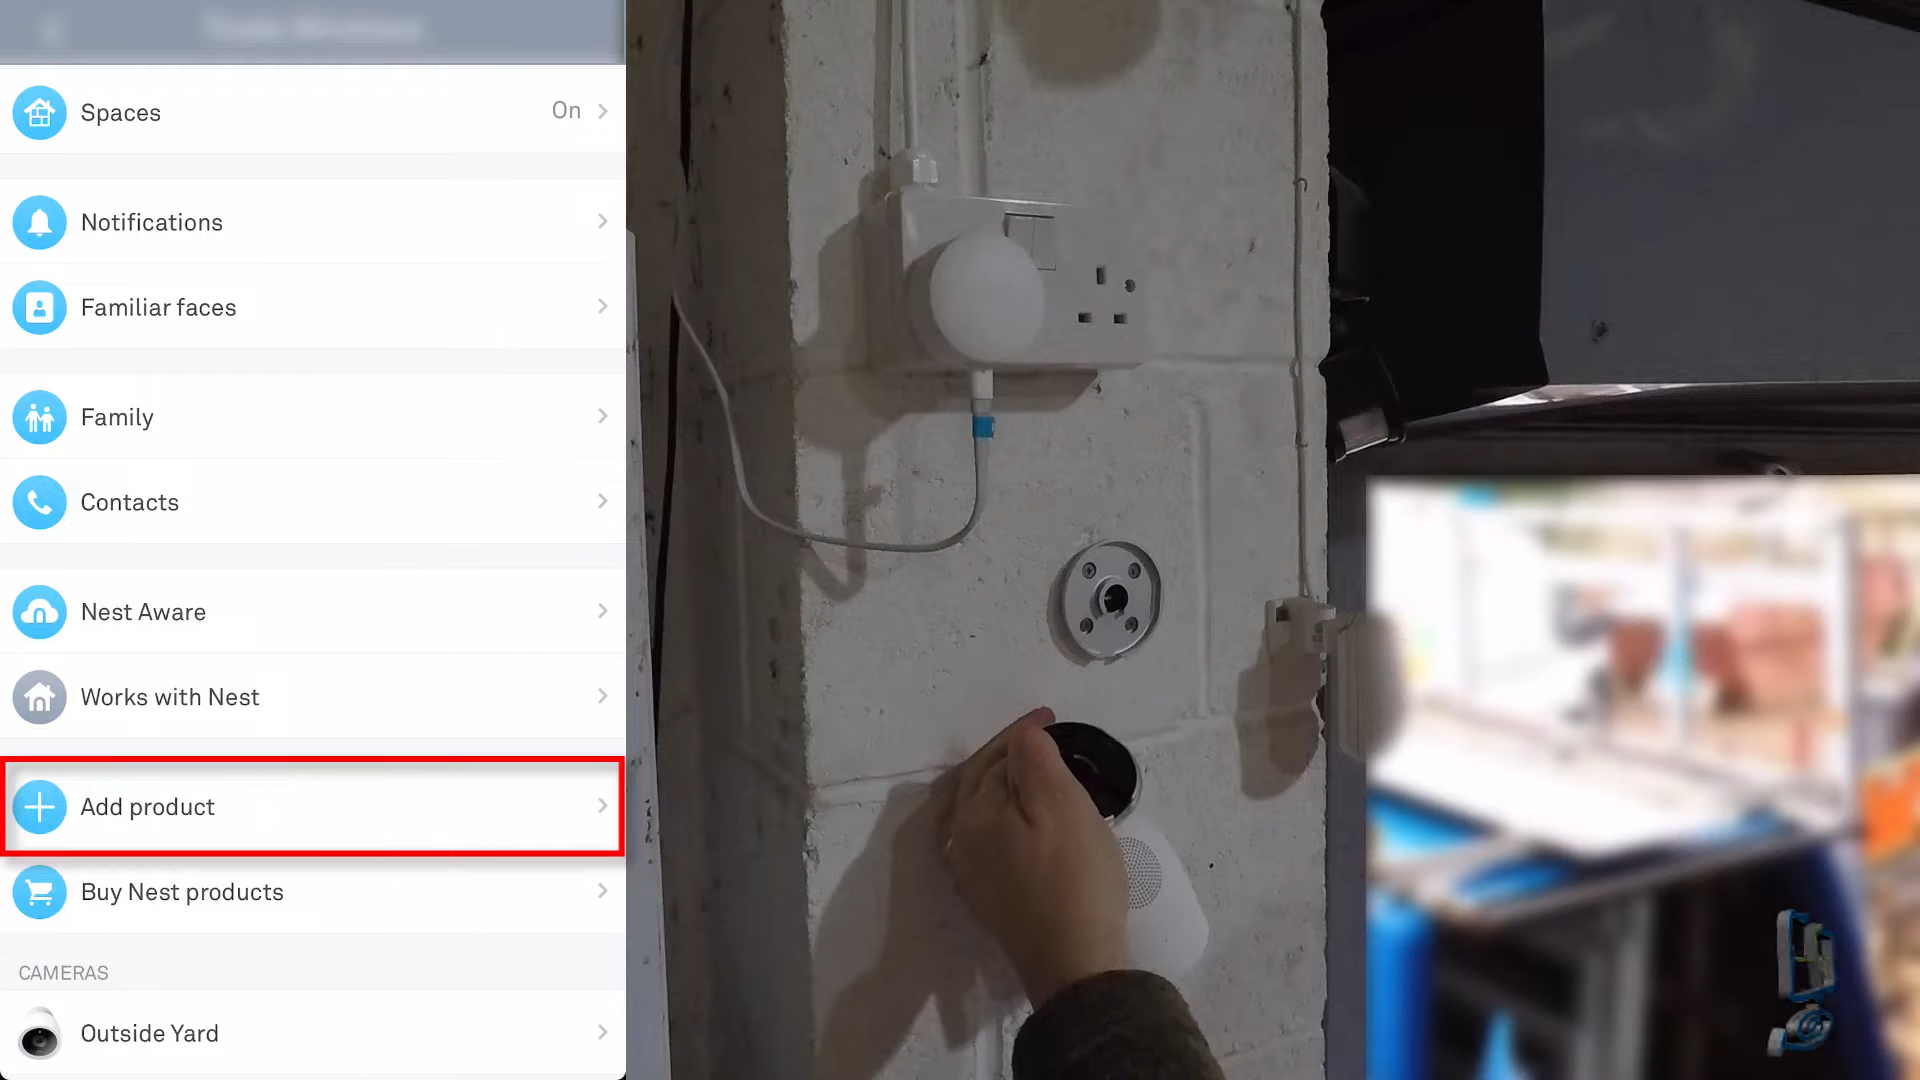 Spaces
On
Notifications
Familiar faces
Family
Contacts
Nest Aware
Works with Nest
Add product
Buy Nest products
CAMERAS
Outside Yard